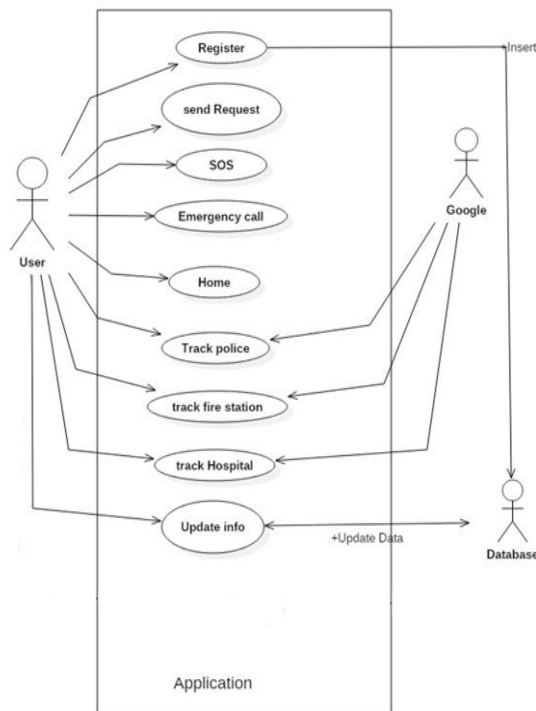 Register
+Insert
send Request
SOS
Emergency call
Google
User
Home
Track police
track fire station
track Hospital
Update info
+Update Data
Database
Application